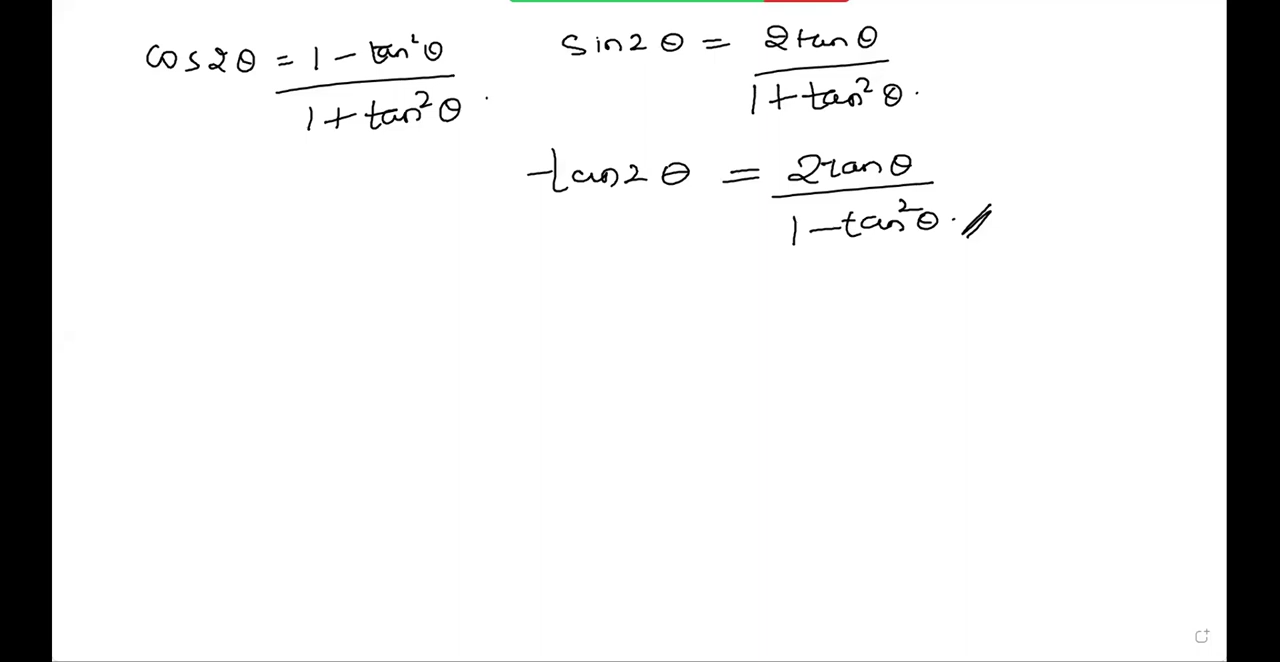 cos2θ = 1 - tan²θ / 1 + tan²θ .
sin2θ = 2tanθ / 1 + tan²θ .
tan2θ = 2tanθ / 1 - tan²θ .